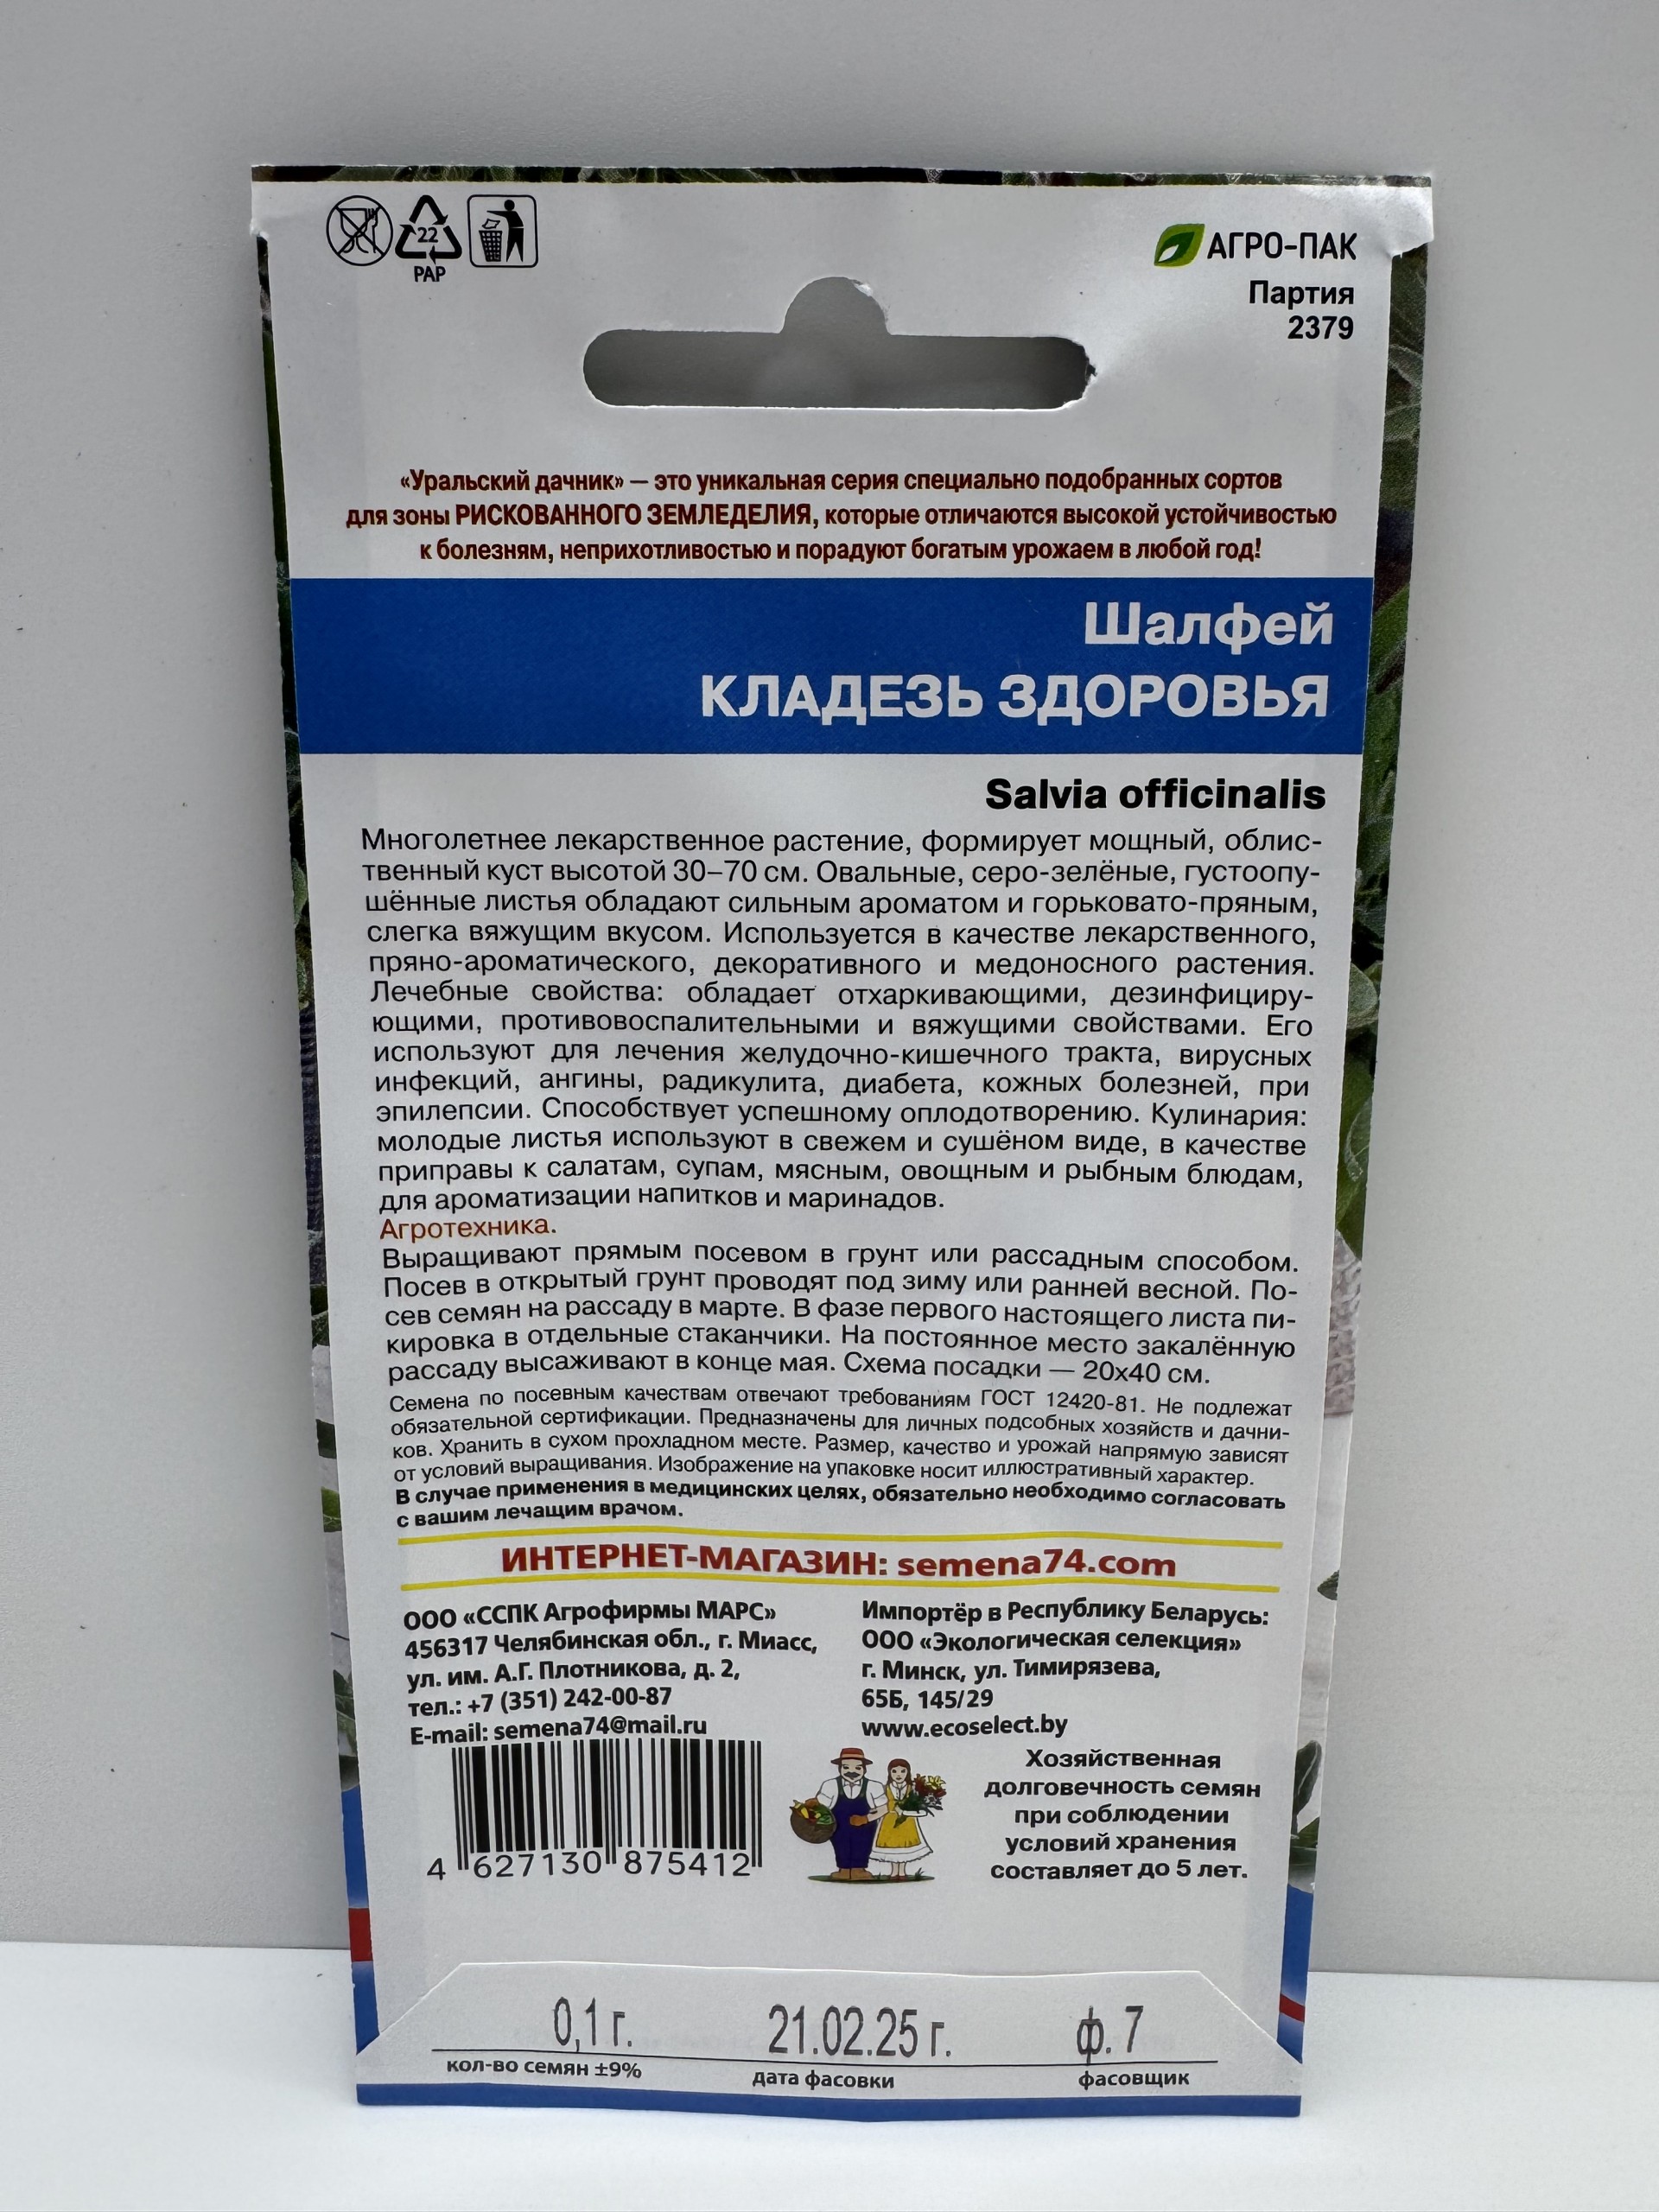 22
PAP
АГРО-ПАК
Партия
2379
«Уральский дачник» — это уникальная серия специально подобранных сортов
для зоны РИСКОВАННОГО ЗЕМЛЕДЕЛИЯ, которые отличаются высокой устойчивостью
к болезням, неприхотливостью и порадуют богатым урожаем в любой год!
Шалфей
КЛАДЕЗЬ ЗДОРОВЬЯ
Salvia officinalis
Многолетнее лекарственное растение, формирует мощный, облис-
твенный куст высотой 30–70 см. Овальные, серо-зелёные, густоопу-
шённые листья обладают сильным ароматом и горьковато-пряным,
слегка вяжущим вкусом. Используется в качестве лекарственного,
пряно-ароматического, декоративного и медоносного растения.
Лечебные свойства: обладает отхаркивающими, дезинфициру-
ющими, противовоспалительными и вяжущими свойствами. Его
используют для лечения желудочно-кишечного тракта, вирусных
инфекций, ангины, радикулита, диабета, кожных болезней, при
эпилепсии. Способствует успешному оплодотворению. Кулинария:
молодые листья используют в свежем и сушёном виде, в качестве
приправы к салатам, супам, мясным, овощным и рыбным блюдам,
для ароматизации напитков и маринадов.
Агротехника.
Выращивают прямым посевом в грунт или рассадным способом.
Посев в открытый грунт проводят под зиму или ранней весной. По-
сев семян на рассаду в марте. В фазе первого настоящего листа пи-
кировка в отдельные стаканчики. На постоянное место закалённую
рассаду высаживают в конце мая. Схема посадки — 20х40 см.
Семена по посевным качествам отвечают требованиям ГОСТ 12420-81. Не подлежат
обязательной сертификации. Предназначены для личных подсобных хозяйств и дачни-
ков. Хранить в сухом прохладном месте. Размер, качество и урожай напрямую зависят
от условий выращивания. Изображение на упаковке носит иллюстративный характер.
В случае применения в медицинских целях, обязательно необходимо согласовать
с вашим лечащим врачом.
ИНТЕРНЕТ-МАГАЗИН: semena74.com
ООО «ССПК Агрофирмы МАРС»
456317 Челябинская обл., г. Миасс,
ул. им. А.Г. Плотникова, д. 2,
тел.: +7 (351) 242-00-87
E-mail: semena74@mail.ru
Импортёр в Республику Беларусь:
ООО «Экологическая селекция»
г. Минск, ул. Тимирязева,
65Б, 145/29
www.ecoselect.by
Хозяйственная
долговечность семян
при соблюдении
условий хранения
составляет до 5 лет.
4 627130 875412
0,1 г. 21.02.25 г. ф. 7
кол-во семян ±9% дата фасовки фасовщик